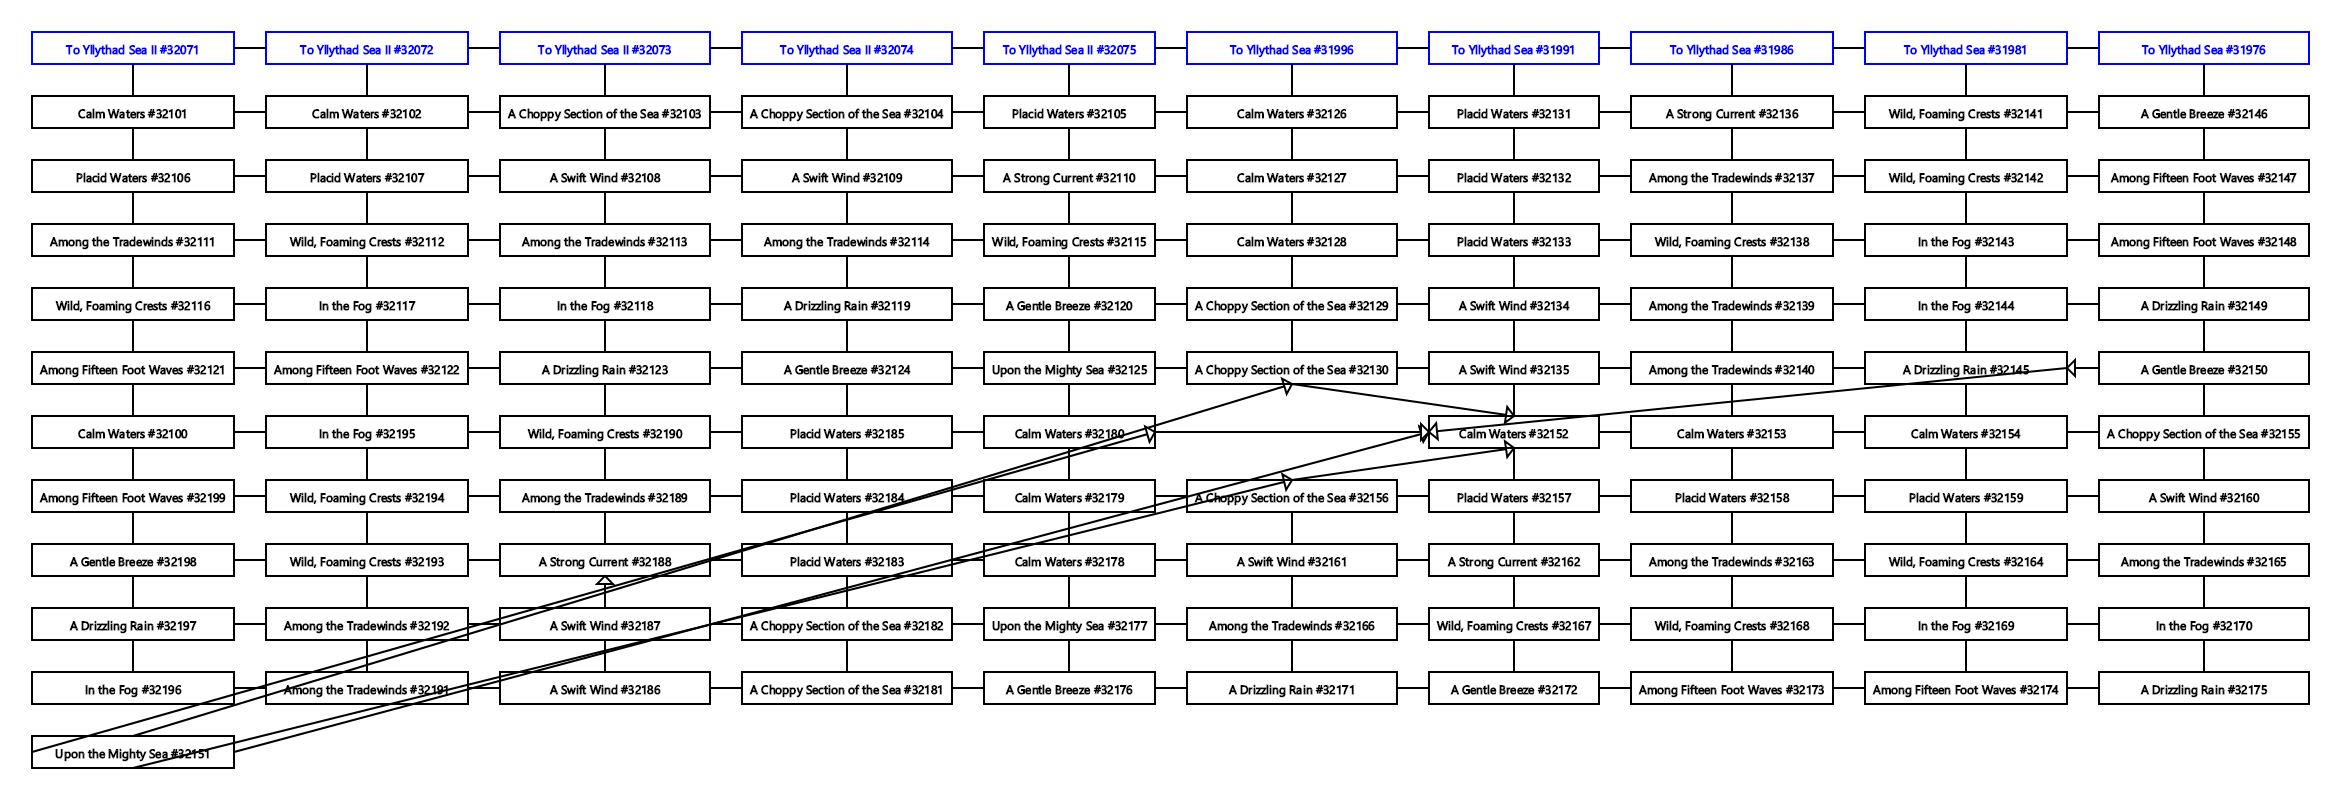 To Yllythad Sea II #32071
To Yllythad Sea II #32072
To Yllythad Sea II #32073
To Yllythad Sea II #32074
To Yllythad Sea II #32075
To Yllythad Sea #31996
To Yllythad Sea #31991
To Yllythad Sea #31986
To Yllythad Sea #31981
To Yllythad Sea #31976
Calm Waters #32101
Calm Waters #32102
A Choppy Section of the Sea #32103
A Choppy Section of the Sea #32104
Placid Waters #32105
Calm Waters #32126
Placid Waters #32131
A Strong Current #32136
Wild, Foaming Crests #32141
A Gentle Breeze #32146
Placid Waters #32106
Placid Waters #32107
A Swift Wind #32108
A Swift Wind #32109
A Strong Current #32110
Calm Waters #32127
Placid Waters #32132
Among the Tradewinds #32137
Wild, Foaming Crests #32142
Among Fifteen Foot Waves #32147
Among the Tradewinds #32111
Wild, Foaming Crests #32112
Among the Tradewinds #32113
Among the Tradewinds #32114
Wild, Foaming Crests #32115
Calm Waters #32128
Placid Waters #32133
Wild, Foaming Crests #32138
In the Fog #32143
Among Fifteen Foot Waves #32148
Wild, Foaming Crests #32116
In the Fog #32117
In the Fog #32118
A Drizzling Rain #32119
A Gentle Breeze #32120
A Choppy Section of the Sea #32129
A Swift Wind #32134
Among the Tradewinds #32139
In the Fog #32144
A Drizzling Rain #32149
Among Fifteen Foot Waves #32121
Among Fifteen Foot Waves #32122
A Drizzling Rain #32123
A Gentle Breeze #32124
Upon the Mighty Sea #32125
A Choppy Section of the Sea #32130
A Swift Wind #32135
Among the Tradewinds #32140
A Drizzling Rain #32145
A Gentle Breeze #32150
Calm Waters #32100
In the Fog #32195
Wild, Foaming Crests #32190
Placid Waters #32185
Calm Waters #32180
Calm Waters #32152
Calm Waters #32153
Calm Waters #32154
A Choppy Section of the Sea #32155
Among Fifteen Foot Waves #32199
Wild, Foaming Crests #32194
Among the Tradewinds #32189
Placid Waters #32184
Calm Waters #32179
A Choppy Section of the Sea #32156
Placid Waters #32157
Placid Waters #32158
Placid Waters #32159
A Swift Wind #32160
A Gentle Breeze #32198
Wild, Foaming Crests #32193
A Strong Current #32188
Placid Waters #32183
Calm Waters #32178
A Swift Wind #32161
A Strong Current #32162
Among the Tradewinds #32163
Wild, Foaming Crests #32164
Among the Tradewinds #32165
A Drizzling Rain #32197
Among the Tradewinds #32192
A Swift Wind #32187
A Choppy Section of the Sea #32182
Upon the Mighty Sea #32177
Among the Tradewinds #32166
Wild, Foaming Crests #32167
Wild, Foaming Crests #32168
In the Fog #32169
In the Fog #32170
In the Fog #32196
Among the Tradewinds #32191
A Swift Wind #32186
A Choppy Section of the Sea #32181
A Gentle Breeze #32176
A Drizzling Rain #32171
A Gentle Breeze #32172
Among Fifteen Foot Waves #32173
Among Fifteen Foot Waves #32174
A Drizzling Rain #32175
Upon the Mighty Sea #32151